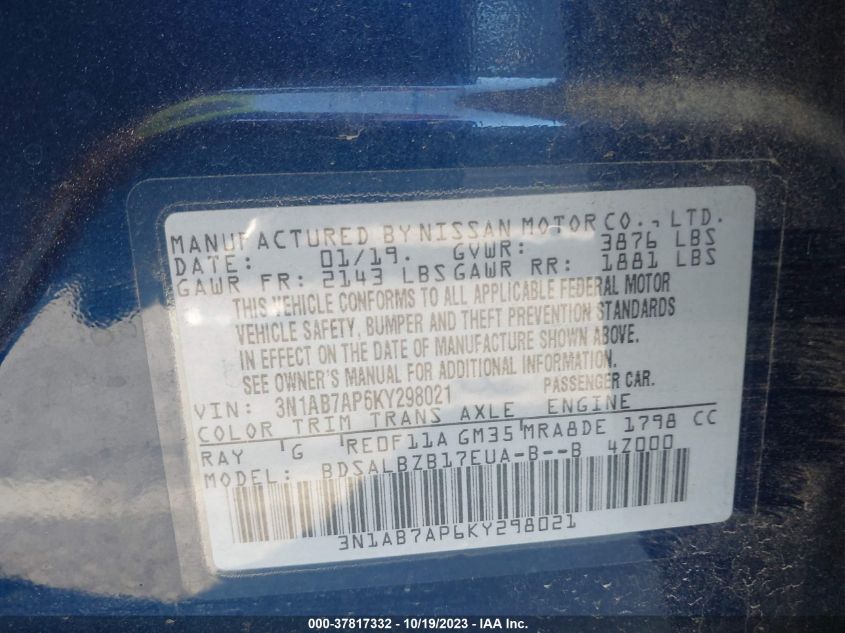 MANUFACTURED BY NISSAN MOTOR CO., LTD.
DATE: 01/19. GVWR: 3876 LBS
GAWR FR: 2143 LBS GAWR RR: 1881 LBS
THIS VEHICLE CONFORMS TO ALL APPLICABLE FEDERAL MOTOR
VEHICLE SAFETY, BUMPER AND THEFT PREVENTION STANDARDS
IN EFFECT ON THE DATE OF MANUFACTURE SHOWN ABOVE.
SEE OWNER'S MANUAL FOR ADDITIONAL INFORMATION.
VIN: 3N1AB7AP6KY298021 PASSENGER CAR.
COLOR TRIM TRANS AXLE ENGINE
RAY G RE0F11A GM35 MRA8DE 1798 CC
MODEL: BDSALBZB17EUA-B--B 4Z000
3N1AB7AP6KY298021
000-37817332 - 10/19/2023 - IAA Inc.